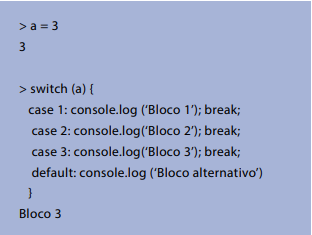 > a = 3
3
> switch (a) {
case 1: console.log (‘Bloco 1’); break;
case 2: console.log(‘Bloco 2’); break;
case 3: console.log(‘Bloco 3’); break;
default: console.log (‘Bloco alternativo’)
}
Bloco 3